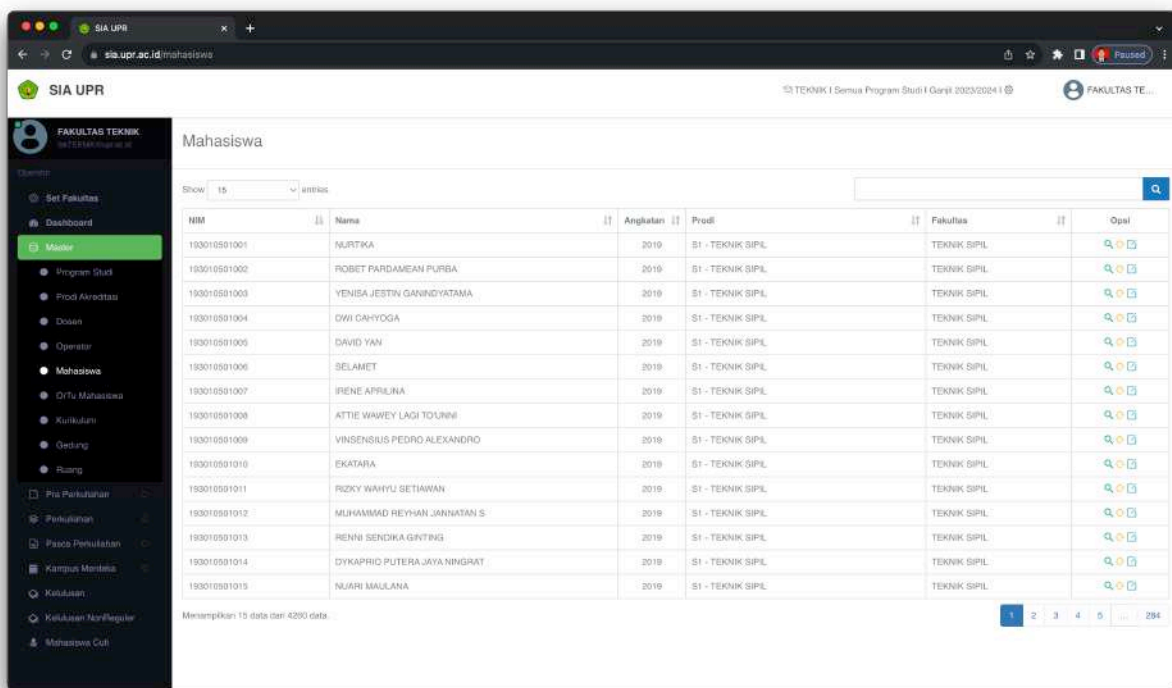 SIA UPR
sia.upr.ac.id/mahasiswa
Paused
SIA UPR
TEKNIK | Semua Program Studi | Ganjil 2023/2024 |
FAKULTAS TE...
FAKULTAS TEKNIK
Operator
Set Fakultas
Dashboard
Master
Program Studi
Prodi Akreditasi
Dosen
Operator
Mahasiswa
OrTu Mahasiswa
Kurikulum
Gedung
Ruang
Pra Perkuliahan
Perkuliahan
Pasca Perkuliahan
Kampus Merdeka
Kelulusan
Kelulusan NonReguler
Mahasiswa Cuti
Mahasiswa
Show 15 entries
NIM Nama Angkatan Prodi Fakultas Opsi
193010501001 NURTIKA 2019 S1 - TEKNIK SIPIL TEKNIK SIPIL
193010501002 ROBET PARDAMEAN PURBA 2019 S1 - TEKNIK SIPIL TEKNIK SIPIL
193010501003 YENISA JESTIN GANINDYATAMA 2019 S1 - TEKNIK SIPIL TEKNIK SIPIL
193010501004 DWI CAHYOGA 2019 S1 - TEKNIK SIPIL TEKNIK SIPIL
193010501005 DAVID YAN 2019 S1 - TEKNIK SIPIL TEKNIK SIPIL
193010501006 SELAMET 2019 S1 - TEKNIK SIPIL TEKNIK SIPIL
193010501007 IRENE APRILINA 2019 S1 - TEKNIK SIPIL TEKNIK SIPIL
193010501008 ATTIE WAWEY LAGI TO'UNNI 2019 S1 - TEKNIK SIPIL TEKNIK SIPIL
193010501009 VINSENSIUS PEDRO ALEXANDRO 2019 S1 - TEKNIK SIPIL TEKNIK SIPIL
193010501010 EKATARA 2019 S1 - TEKNIK SIPIL TEKNIK SIPIL
193010501011 RIZKY WAHYU SETIAWAN 2019 S1 - TEKNIK SIPIL TEKNIK SIPIL
193010501012 MUHAMMAD REYHAN JANNATAN S 2019 S1 - TEKNIK SIPIL TEKNIK SIPIL
193010501013 RENNI SENDIKA GINTING 2019 S1 - TEKNIK SIPIL TEKNIK SIPIL
193010501014 DYKAPRIO PUTERA JAYA NINGRAT 2019 S1 - TEKNIK SIPIL TEKNIK SIPIL
193010501015 NUARI MAULANA 2019 S1 - TEKNIK SIPIL TEKNIK SIPIL
Menampilkan 15 data dari 4260 data.
1 2 3 4 5 ... 284